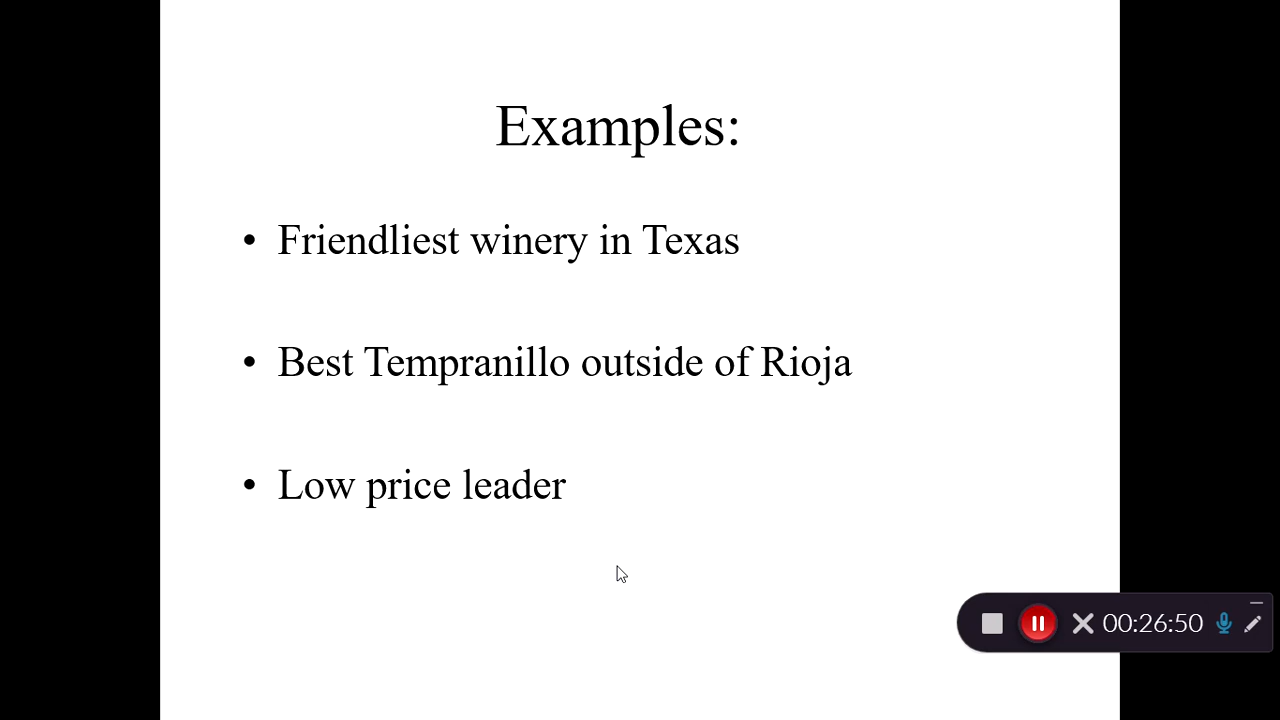 Examples:
• Friendliest winery in Texas
• Best Tempranillo outside of Rioja
• Low price leader
00:26:50